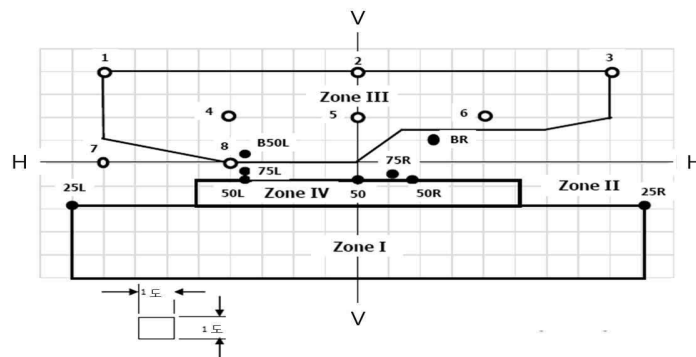 V
1 2 3
Zone III
4 5 6
B50L BR
H 7 8 H
75L 75R
25L 50L Zone IV 50 50R Zone II 25R
Zone I
1 도
1 도
V